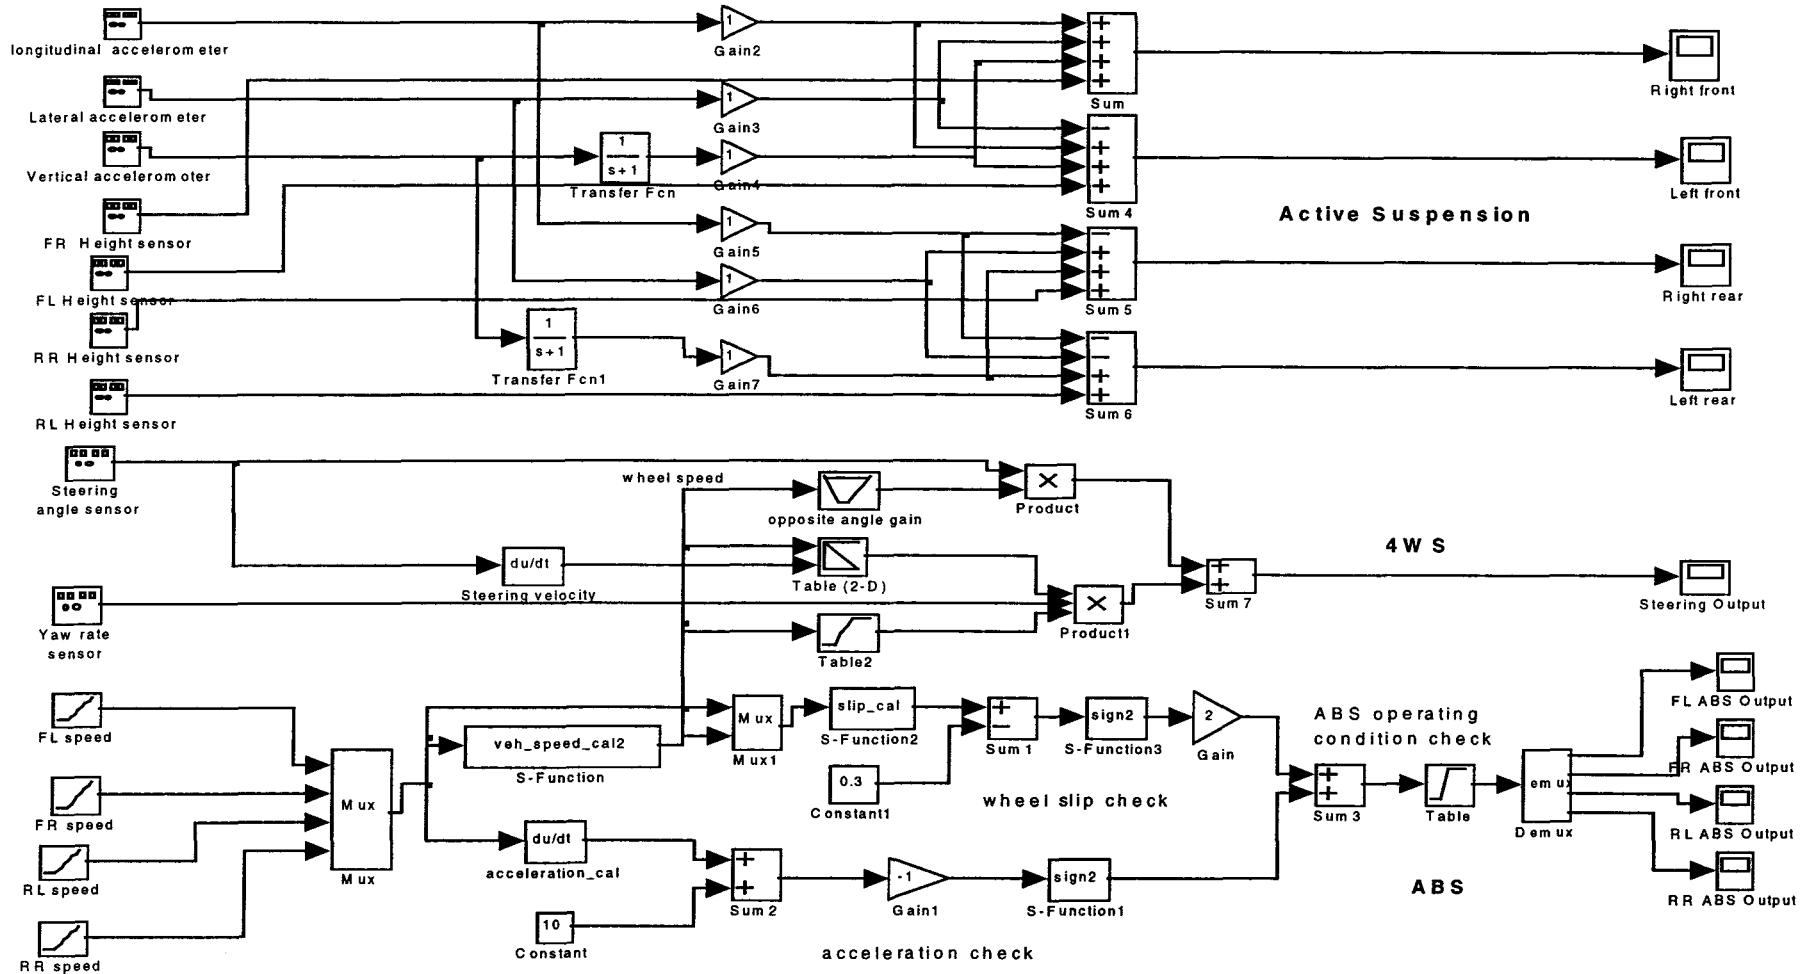 longitudinal accelerom eter
1
Gain2
+
+
+
+
Sum
Right front
Lateral accelerom eter
1
Gain3
Vertical accelerom oter
1
s+1
Transfer Fcn
1
Gain4
−
+
+
+
Sum 4
Left front
Active Suspension
FR Height sensor
1
Gain5
−
+
+
+
Sum 5
Right rear
FL Height sensor
1
Gain6
RR Height sensor
1
s+1
Transfer Fcn1
1
Gain7
−
−
+
+
Sum 6
Left rear
RL Height sensor
Steering
angle sensor
wheel speed
opposite angle gain
×
Product
4WS
du/dt
Steering velocity
Table (2-D)
+
+
Sum 7
Steering Output
Yaw rate
sensor
×
Product1
Table2
FL speed
veh_speed_cal2
S-Function
Mux
Mux1
slip_cal
S-Function2
+
−
Sum 1
sign2
S-Function3
2
Gain
ABS operating
condition check
FL ABS Output
FR speed
Mux
Mux
0.3
Constant1
wheel slip check
+
+
Sum 3
Table
emux
Demux
FR ABS Output
RL ABS Output
RL speed
du/dt
acceleration_cal
+
+
Sum 2
-1
Gain1
sign2
S-Function1
ABS
RR ABS Output
10
Constant
acceleration check
RR speed